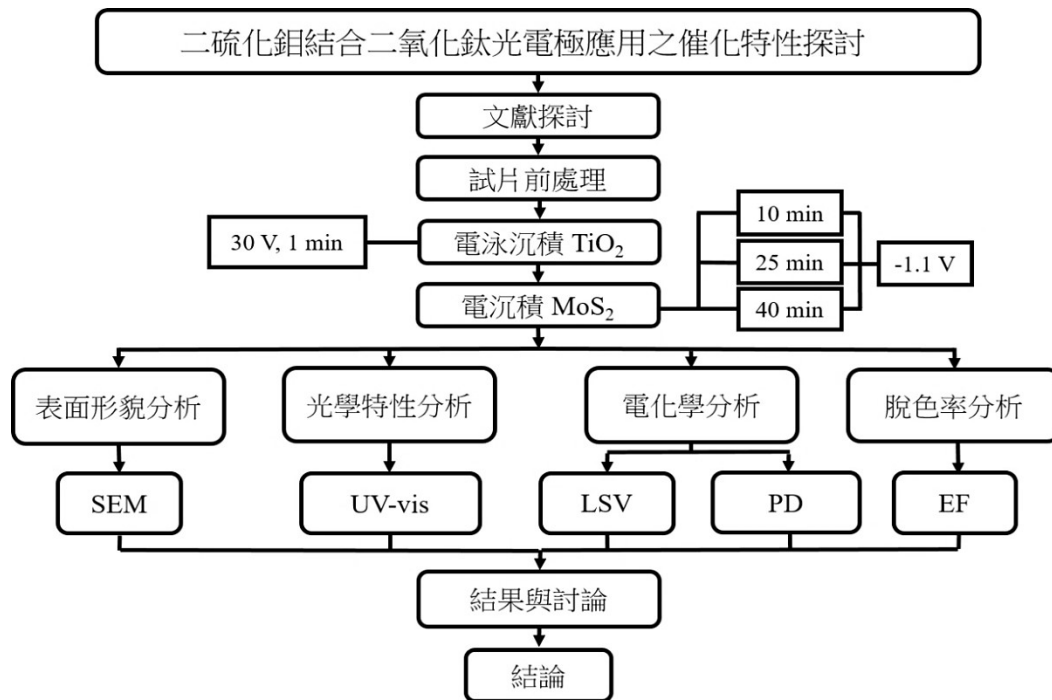 二硫化鉬結合二氧化鈦光電極應用之催化特性探討
文獻探討
試片前處理
30 V, 1 min
電泳沉積 TiO₂
10 min
25 min
40 min
-1.1 V
電沉積 MoS₂
表面形貌分析
光學特性分析
電化學分析
脫色率分析
SEM
UV-vis
LSV
PD
EF
結果與討論
結論